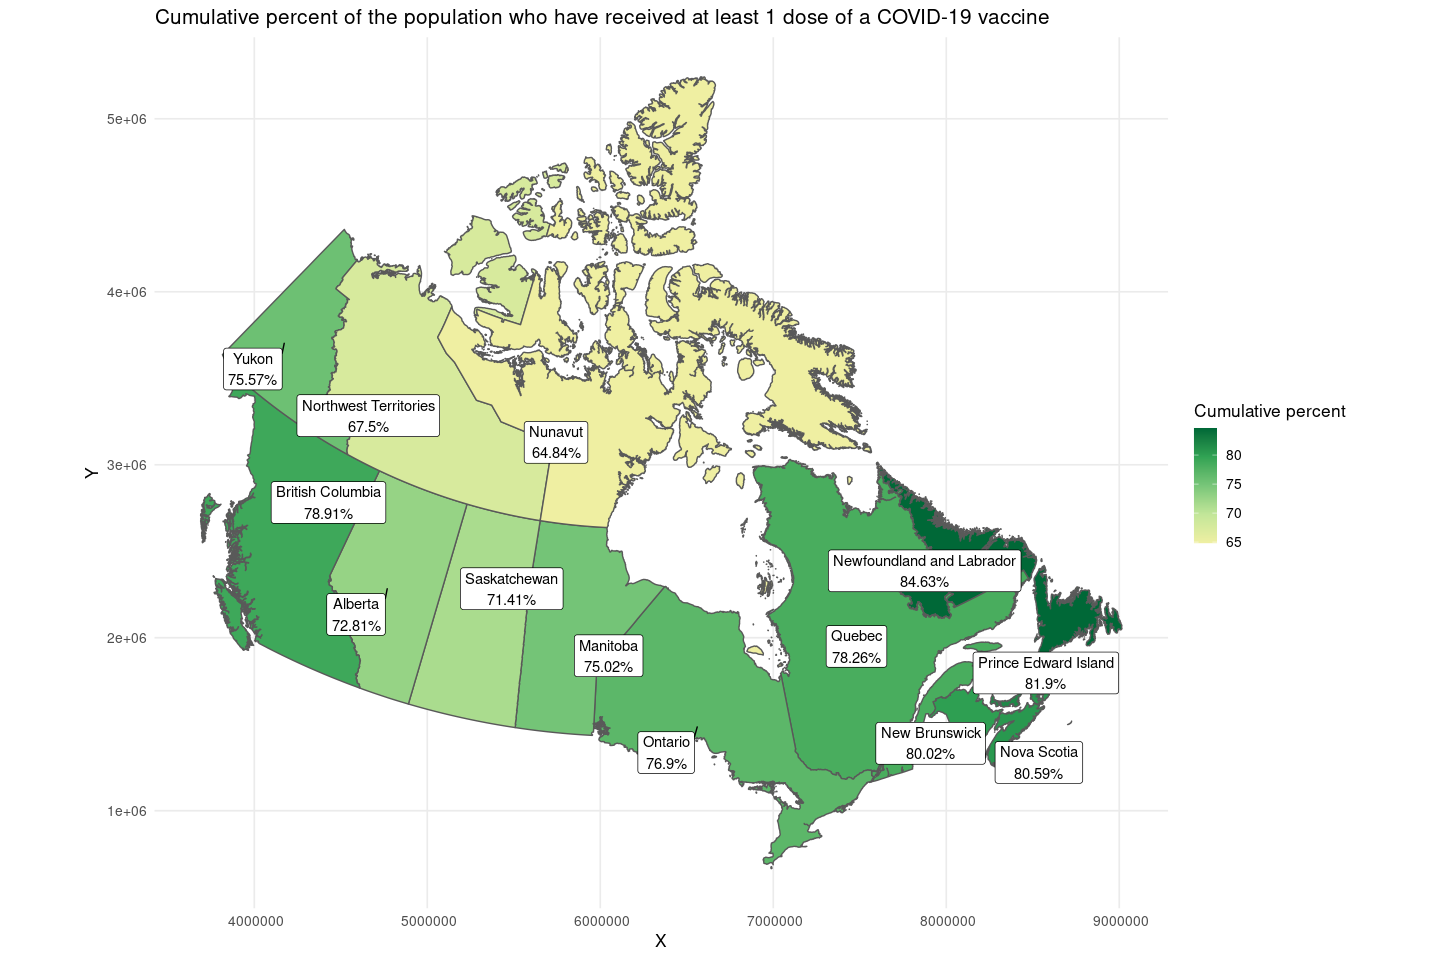 Cumulative percent of the population who have received at least 1 dose of a COVID-19 vaccine
5e+06
4e+06
3e+06
2e+06
1e+06
Y
Yukon
75.57%
Northwest Territories
67.5%
Nunavut
64.84%
British Columbia
78.91%
Alberta
72.81%
Saskatchewan
71.41%
Manitoba
75.02%
Ontario
76.9%
Quebec
78.26%
Newfoundland and Labrador
84.63%
Prince Edward Island
81.9%
New Brunswick
80.02%
Nova Scotia
80.59%
Cumulative percent
80
75
70
65
4000000
5000000
6000000
7000000
8000000
9000000
X